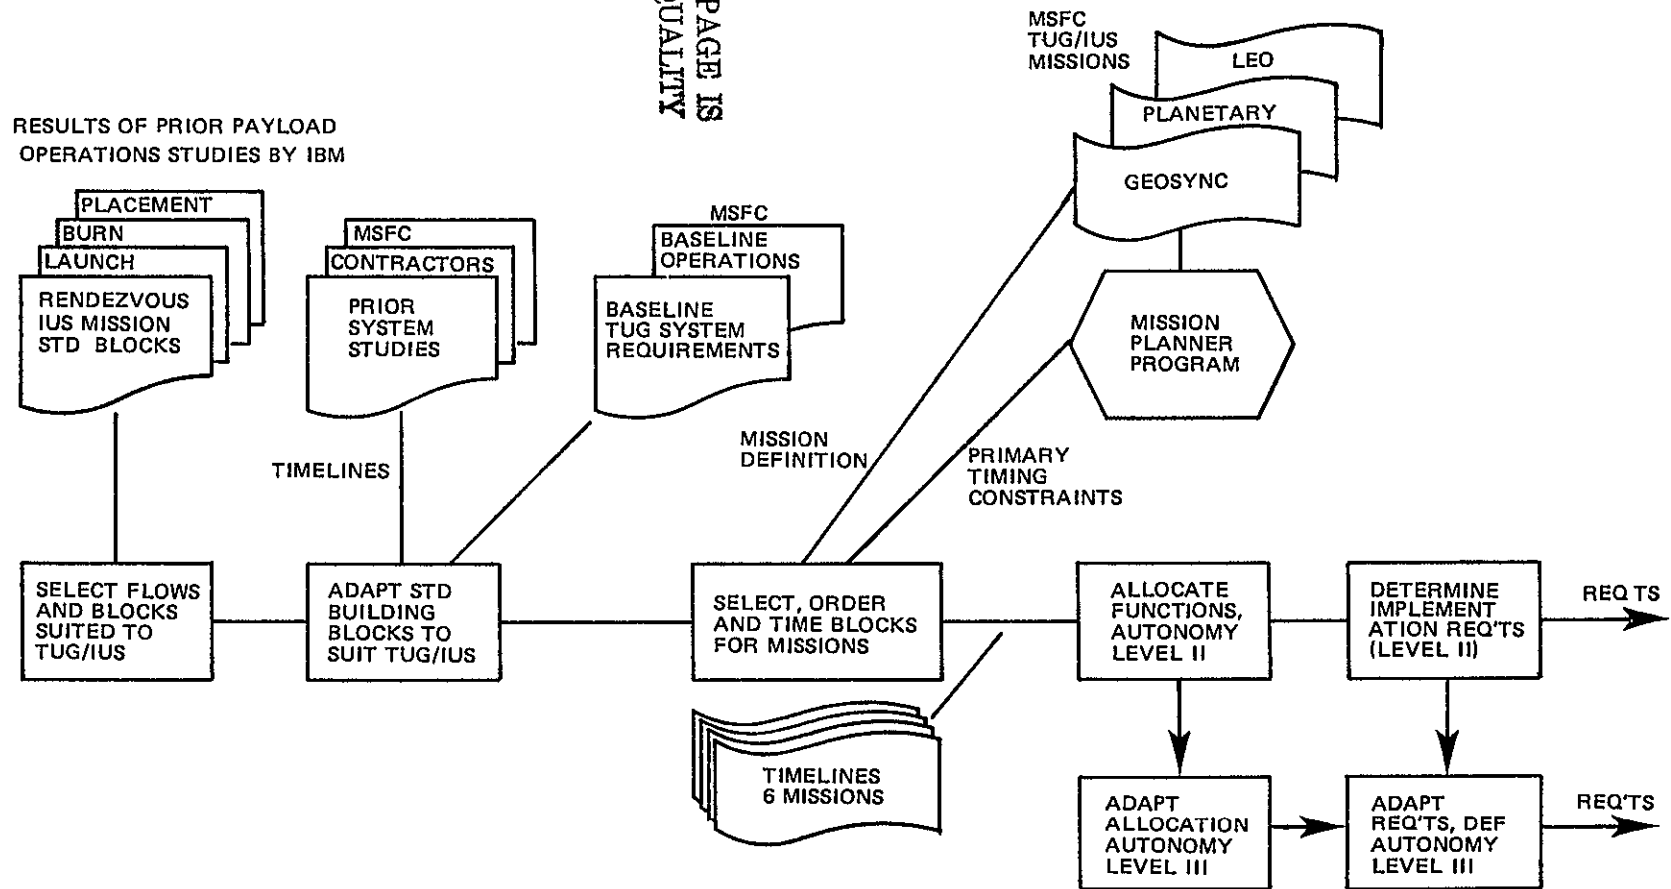 PAGE IS
QUALITY
MSFC
TUG/IUS
MISSIONS
LEO
PLANETARY
GEOSYNC
RESULTS OF PRIOR PAYLOAD
OPERATIONS STUDIES BY IBM
PLACEMENT
BURN
LAUNCH
RENDEZVOUS
IUS MISSION
STD BLOCKS
MSFC
CONTRACTORS
PRIOR
SYSTEM
STUDIES
MSFC
BASELINE
OPERATIONS
BASELINE
TUG SYSTEM
REQUIREMENTS
MISSION
PLANNER
PROGRAM
TIMELINES
MISSION
DEFINITION
PRIMARY
TIMING
CONSTRAINTS
SELECT FLOWS
AND BLOCKS
SUITED TO
TUG/IUS
ADAPT STD
BUILDING
BLOCKS TO
SUIT TUG/IUS
SELECT, ORDER
AND TIME BLOCKS
FOR MISSIONS
ALLOCATE
FUNCTIONS,
AUTONOMY
LEVEL II
DETERMINE
IMPLEMENT
ATION REQ'TS
(LEVEL II)
REQ TS
TIMELINES
6 MISSIONS
ADAPT
ALLOCATION
AUTONOMY
LEVEL III
ADAPT
REQ'TS, DEF
AUTONOMY
LEVEL III
REQ'TS